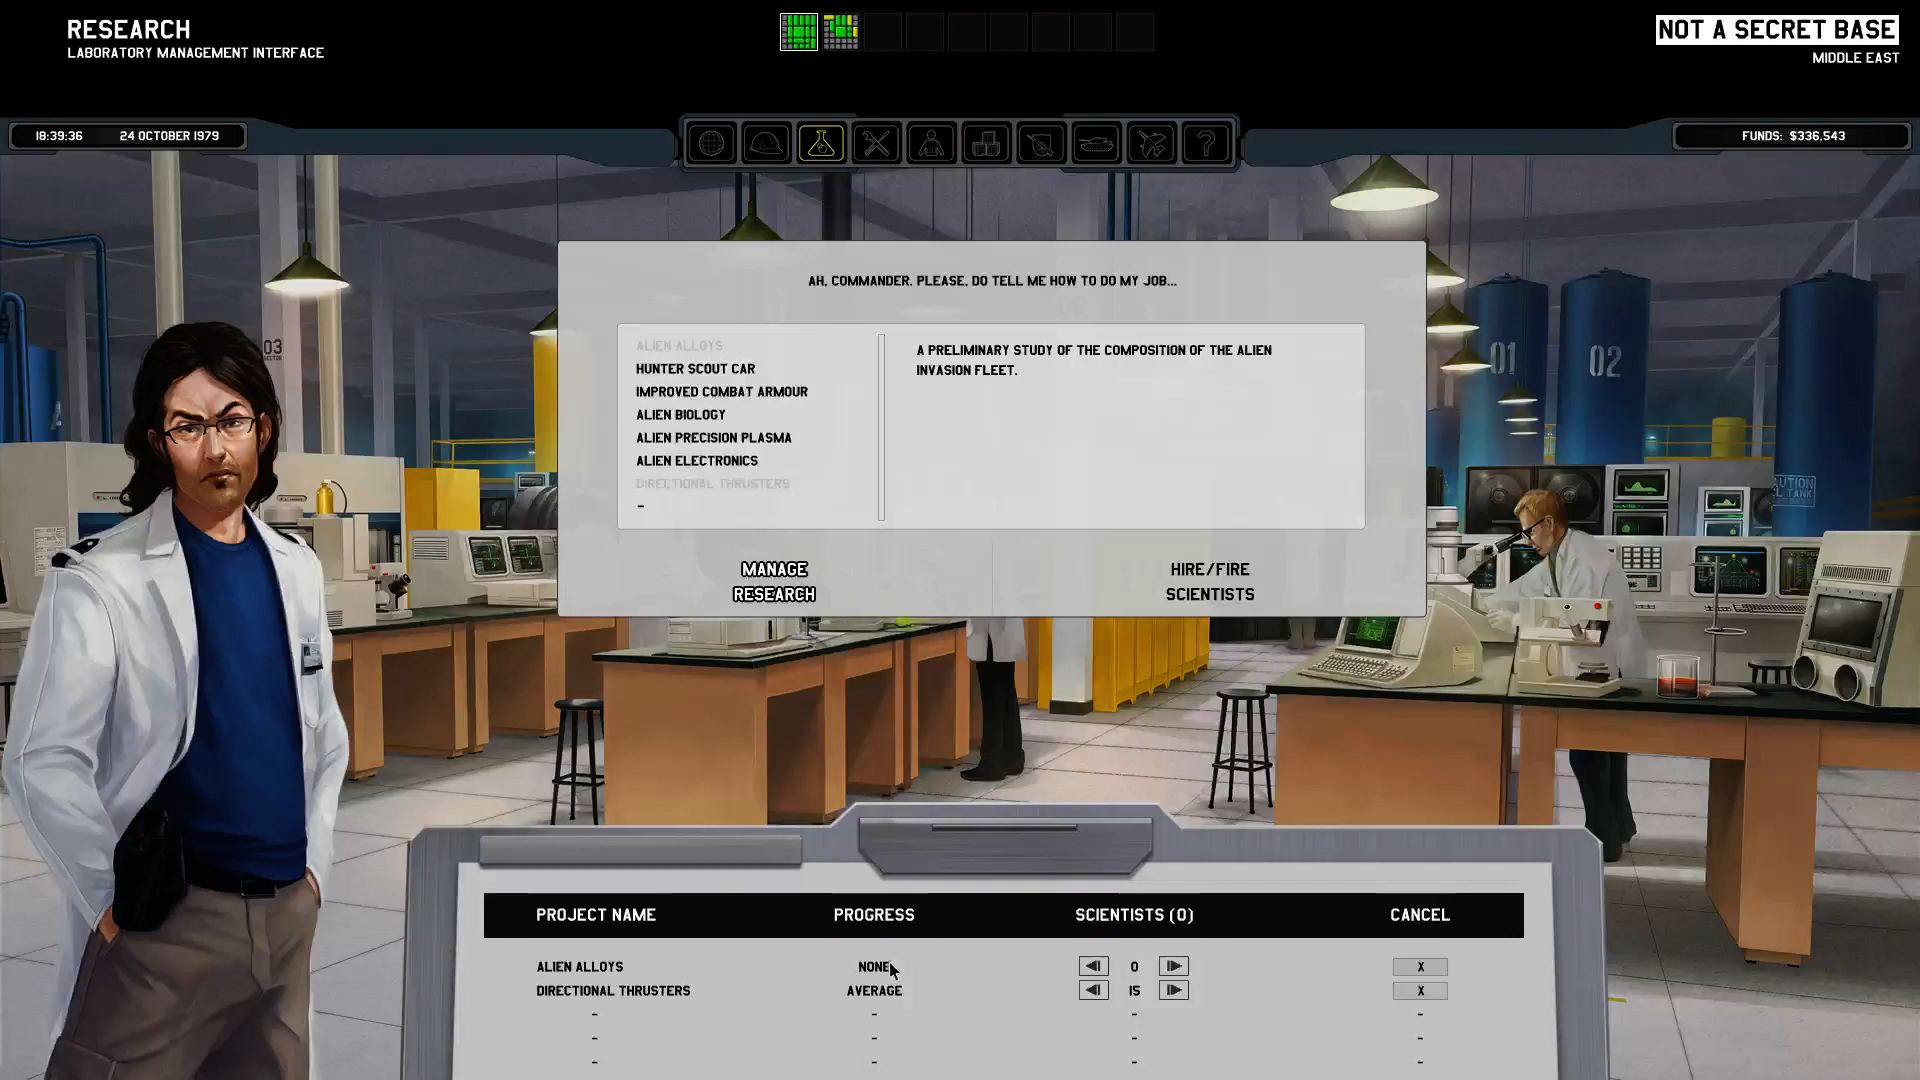 RESEARCH
LABORATORY MANAGEMENT INTERFACE
NOT A SECRET BASE
MIDDLE EAST
18:39:36 24 OCTOBER 1979
FUNDS: $336,543
AH, COMMANDER. PLEASE, DO TELL ME HOW TO DO MY JOB...
ALIEN ALLOYS
HUNTER SCOUT CAR
IMPROVED COMBAT ARMOUR
ALIEN BIOLOGY
ALIEN PRECISION PLASMA
ALIEN ELECTRONICS
DIRECTIONAL THRUSTERS
-
A PRELIMINARY STUDY OF THE COMPOSITION OF THE ALIEN
INVASION FLEET.
MANAGE
RESEARCH
HIRE/FIRE
SCIENTISTS
03
01
02
PROJECT NAME PROGRESS SCIENTISTS (0) CANCEL
ALIEN ALLOYS NONE 0 X
DIRECTIONAL THRUSTERS AVERAGE 15 X
- - - -
- - - -
- - - -